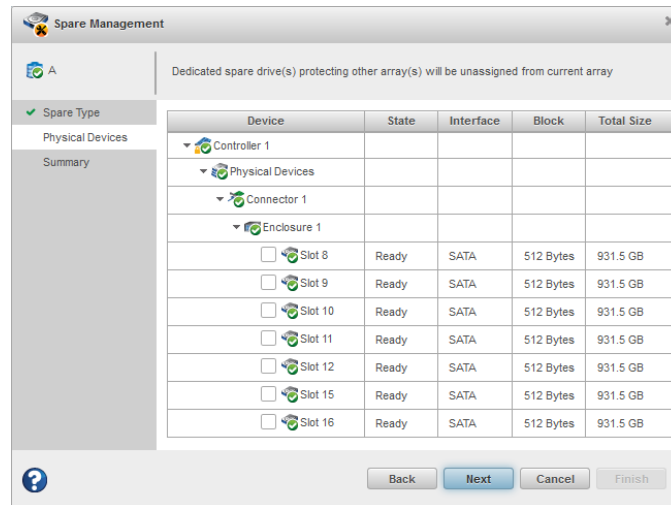 Spare Management
A
Dedicated spare drive(s) protecting other array(s) will be unassigned from current array
Spare Type
Physical Devices
Summary
Device State Interface Block Total Size
Controller 1
Physical Devices
Connector 1
Enclosure 1
Slot 8 Ready SATA 512 Bytes 931.5 GB
Slot 9 Ready SATA 512 Bytes 931.5 GB
Slot 10 Ready SATA 512 Bytes 931.5 GB
Slot 11 Ready SATA 512 Bytes 931.5 GB
Slot 12 Ready SATA 512 Bytes 931.5 GB
Slot 15 Ready SATA 512 Bytes 931.5 GB
Slot 16 Ready SATA 512 Bytes 931.5 GB
? Back Next Cancel Finish